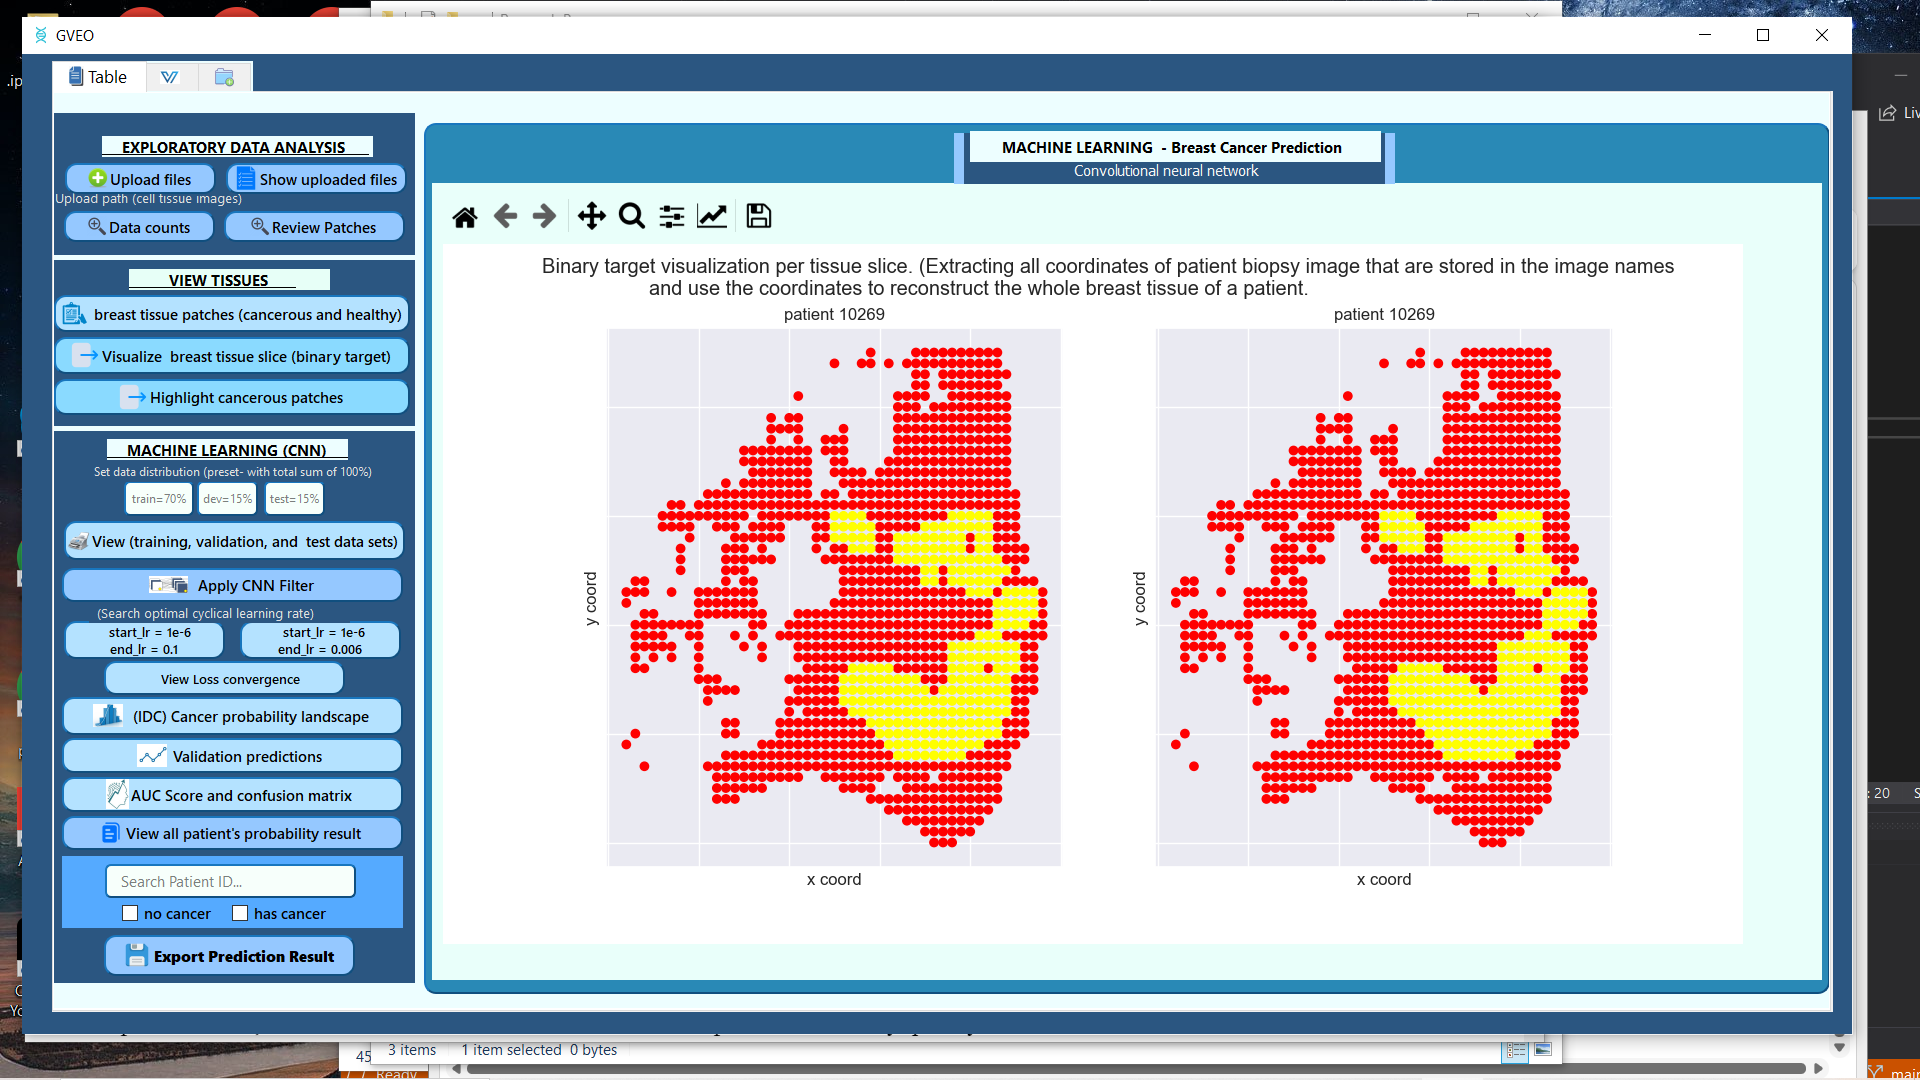 GVEO
.ip
Table
EXPLORATORY DATA ANALYSIS
Upload files
Show uploaded files
Upload path (cell tissue images)
Data counts
Review Patches
VIEW TISSUES
breast tissue patches (cancerous and healthy)
Visualize breast tissue slice (binary target)
Highlight cancerous patches
MACHINE LEARNING (CNN)
Set data distribution (preset- with total sum of 100%)
train=70%
dev=15%
test=15%
View (training, validation, and test data sets)
Apply CNN Filter
(Search optimal cyclical learning rate)
start_lr = 1e-6
end_lr = 0.1
start_lr = 1e-6
end_lr = 0.006
View Loss convergence
(IDC) Cancer probability landscape
Validation predictions
AUC Score and confusion matrix
View all patient's probability result
Search Patient ID...
no cancer
has cancer
Export Prediction Result
MACHINE LEARNING - Breast Cancer Prediction
Convolutional neural network
Binary target visualization per tissue slice. (Extracting all coordinates of patient biopsy image that are stored in the image names
and use the coordinates to reconstruct the whole breast tissue of a patient.
patient 10269
y coord
x coord
patient 10269
y coord
x coord
Liv
: 20
45
3 items
1 item selected 0 bytes
Ready
main